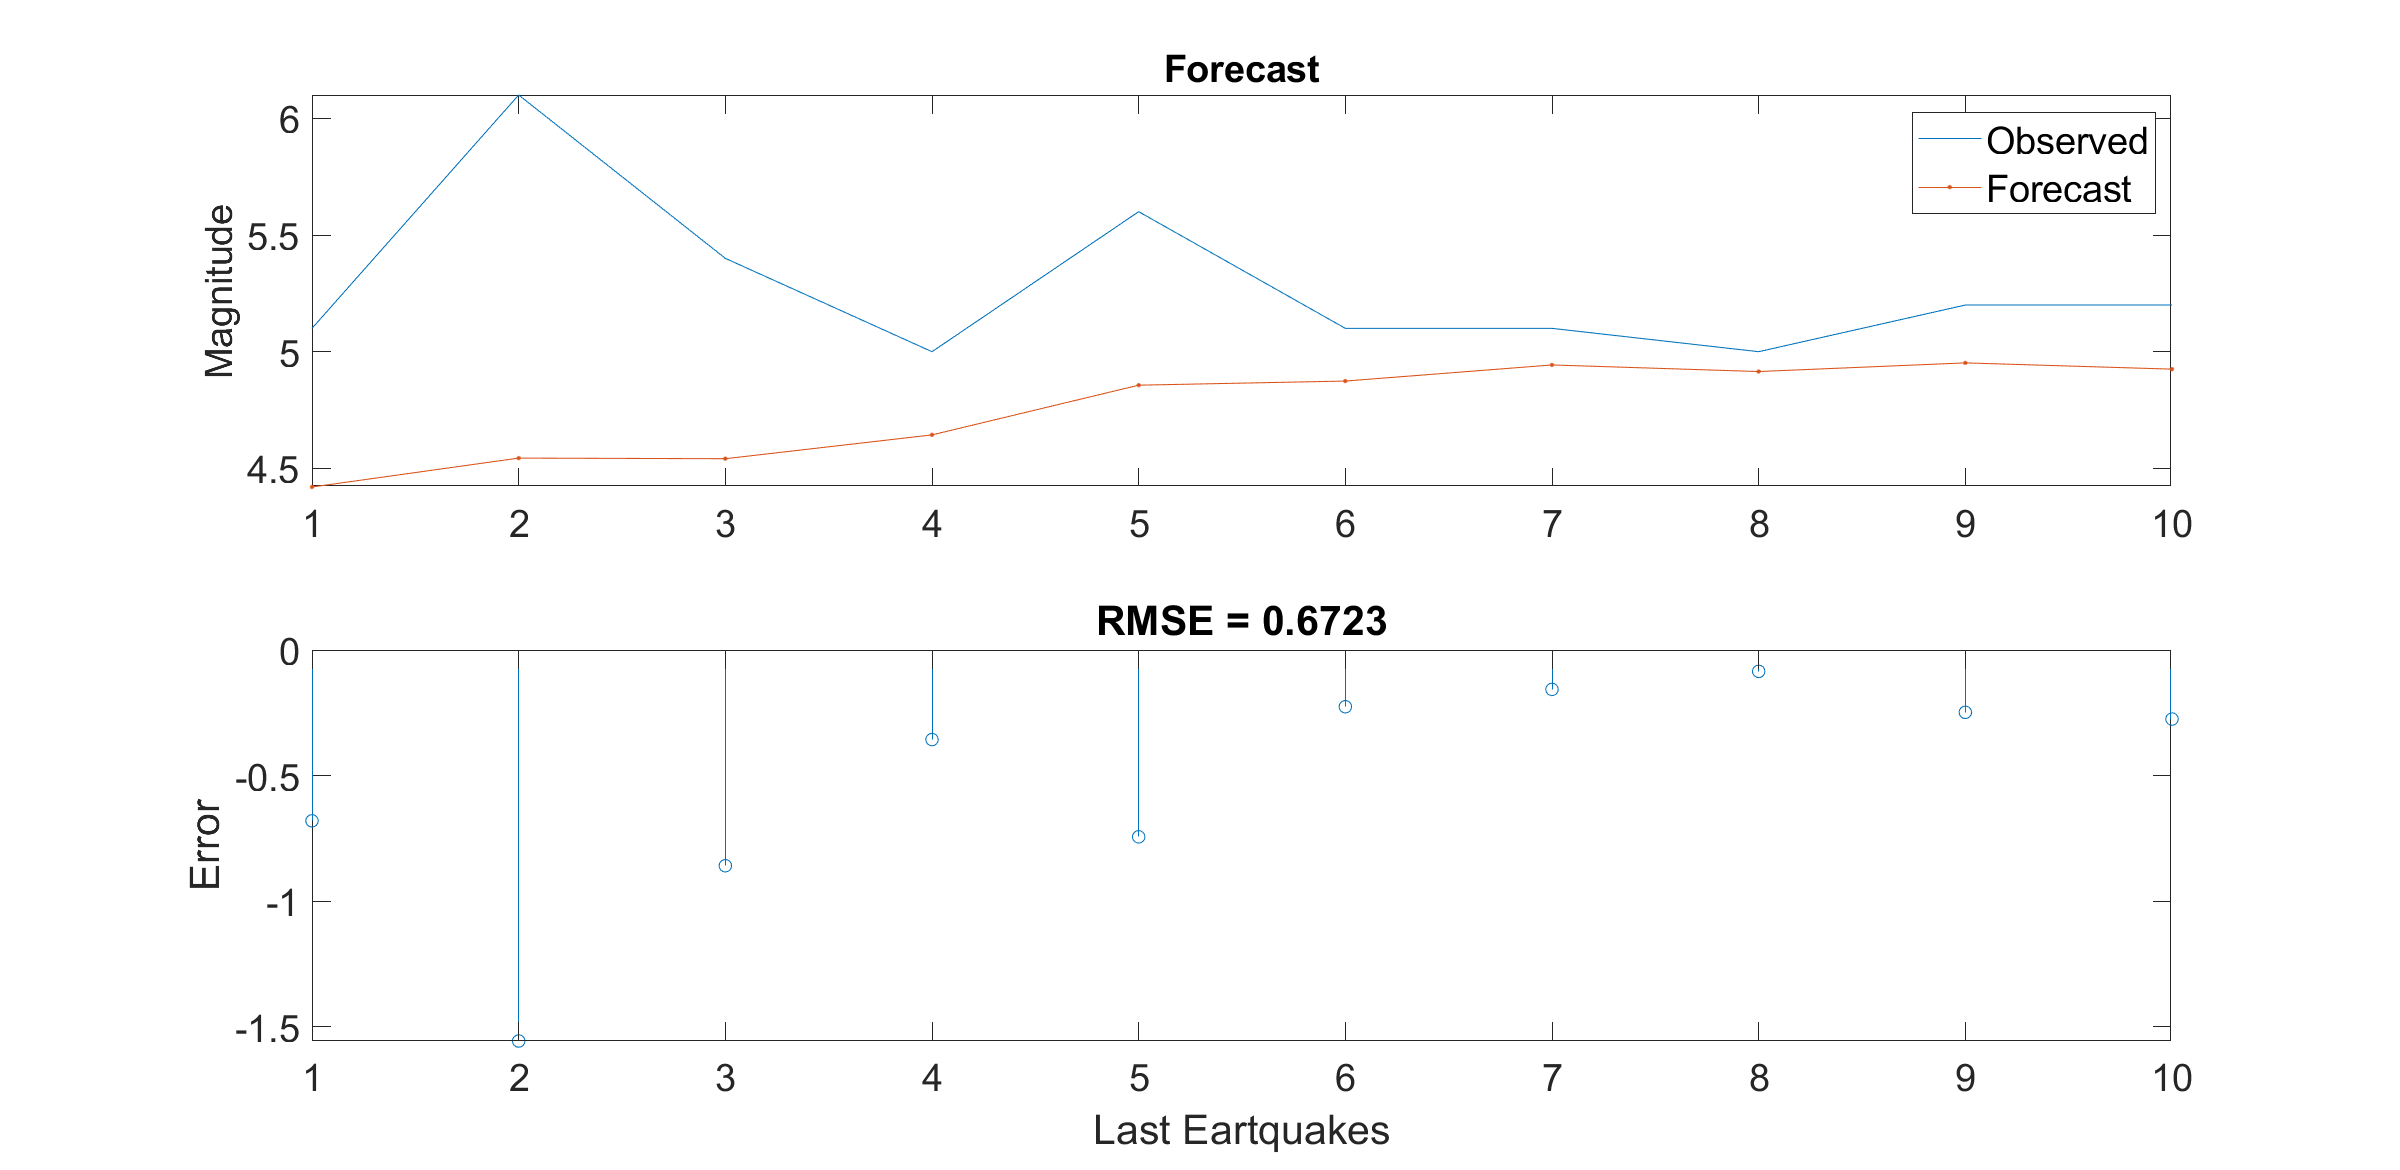 Forecast
6
5.5
5
4.5
Magnitude
Observed
Forecast
1 2 3 4 5 6 7 8 9 10
RMSE = 0.6723
0
-0.5
-1
-1.5
Error
1 2 3 4 5 6 7 8 9 10
Last Eartquakes